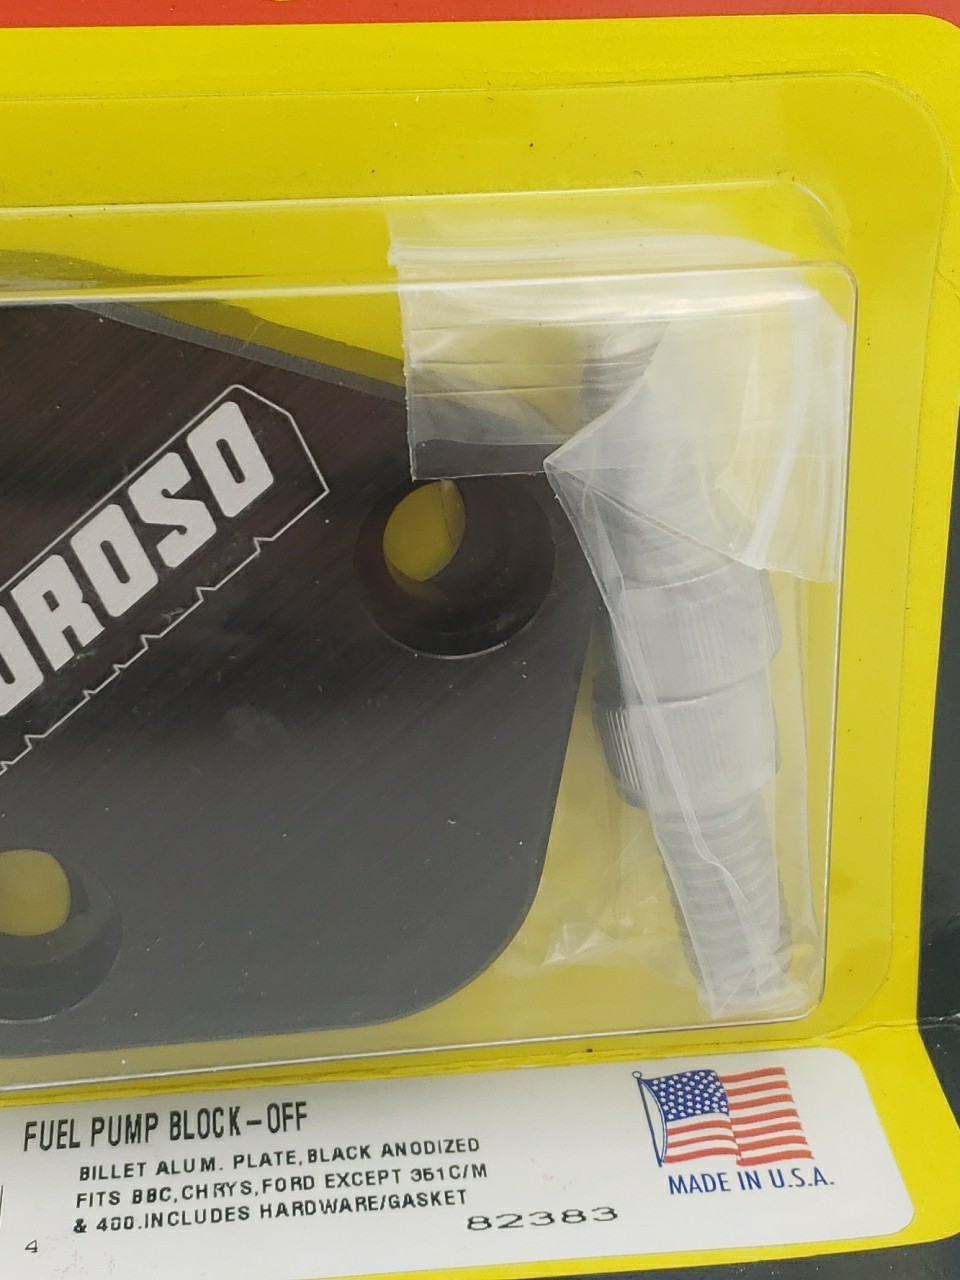 OROSO
FUEL PUMP BLOCK-OFF
BILLET ALUM. PLATE, BLACK ANODIZED
FITS BBC, CHRYS, FORD EXCEPT 351C/M
& 400. INCLUDES HARDWARE/GASKET
82383
4
MADE IN U.S.A.